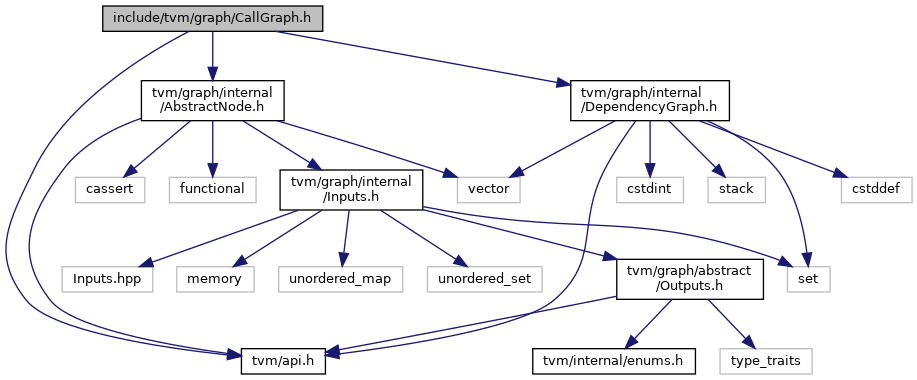 include/tvm/graph/CallGraph.h
tvm/graph/internal
/AbstractNode.h
tvm/graph/internal
/DependencyGraph.h
cassert
functional
tvm/graph/internal
/Inputs.h
vector
cstdint
stack
cstddef
Inputs.hpp
memory
unordered_map
unordered_set
tvm/graph/abstract
/Outputs.h
set
tvm/api.h
tvm/internal/enums.h
type_traits